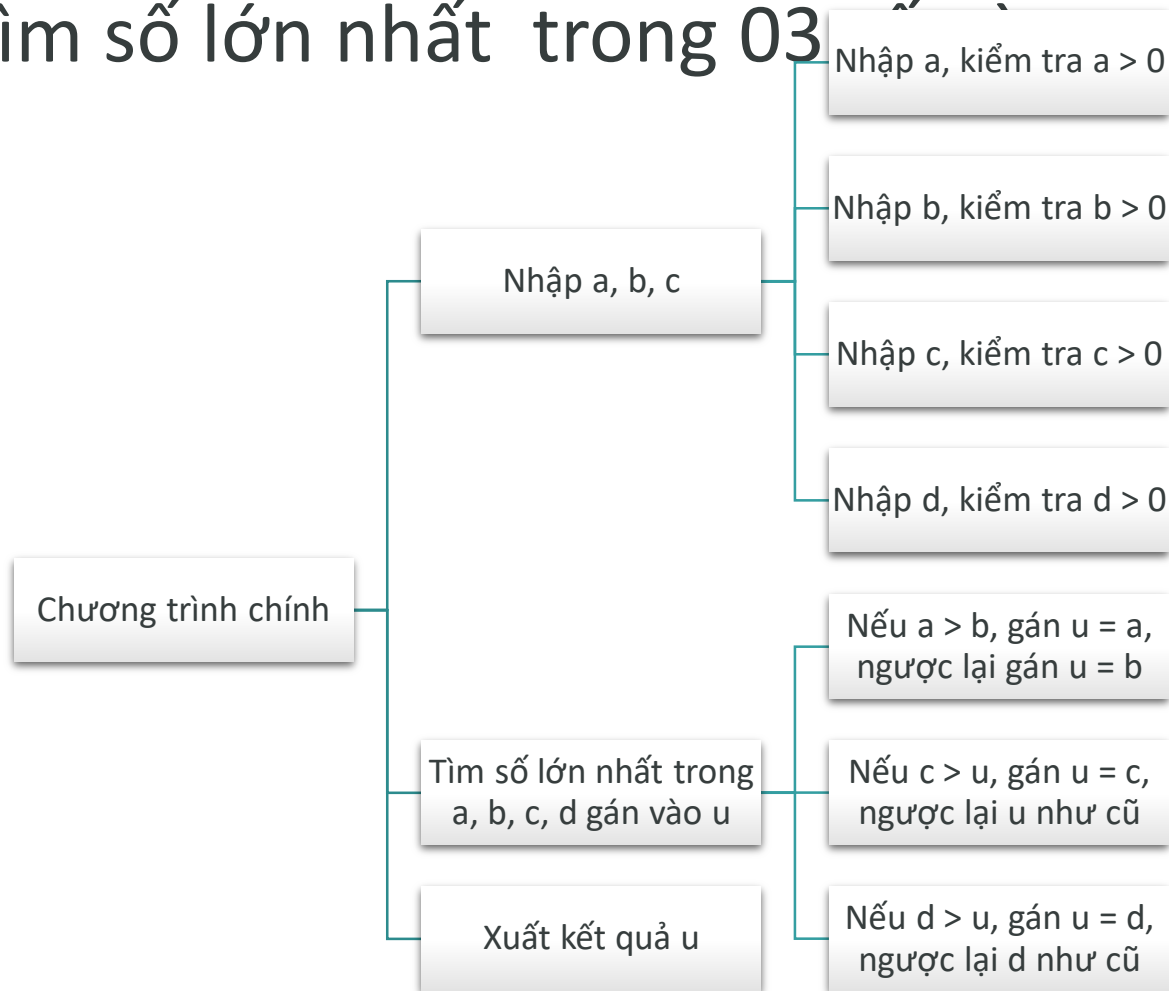 ìm số lớn nhất trong 03
Nhập a, kiểm tra a > 0
Nhập b, kiểm tra b > 0
Nhập a, b, c
Nhập c, kiểm tra c > 0
Nhập d, kiểm tra d > 0
Chương trình chính
Nếu a > b, gán u = a,
ngược lại gán u = b
Tìm số lớn nhất trong
a, b, c, d gán vào u
Nếu c > u, gán u = c,
ngược lại u như cũ
Xuất kết quả u
Nếu d > u, gán u = d,
ngược lại d như cũ